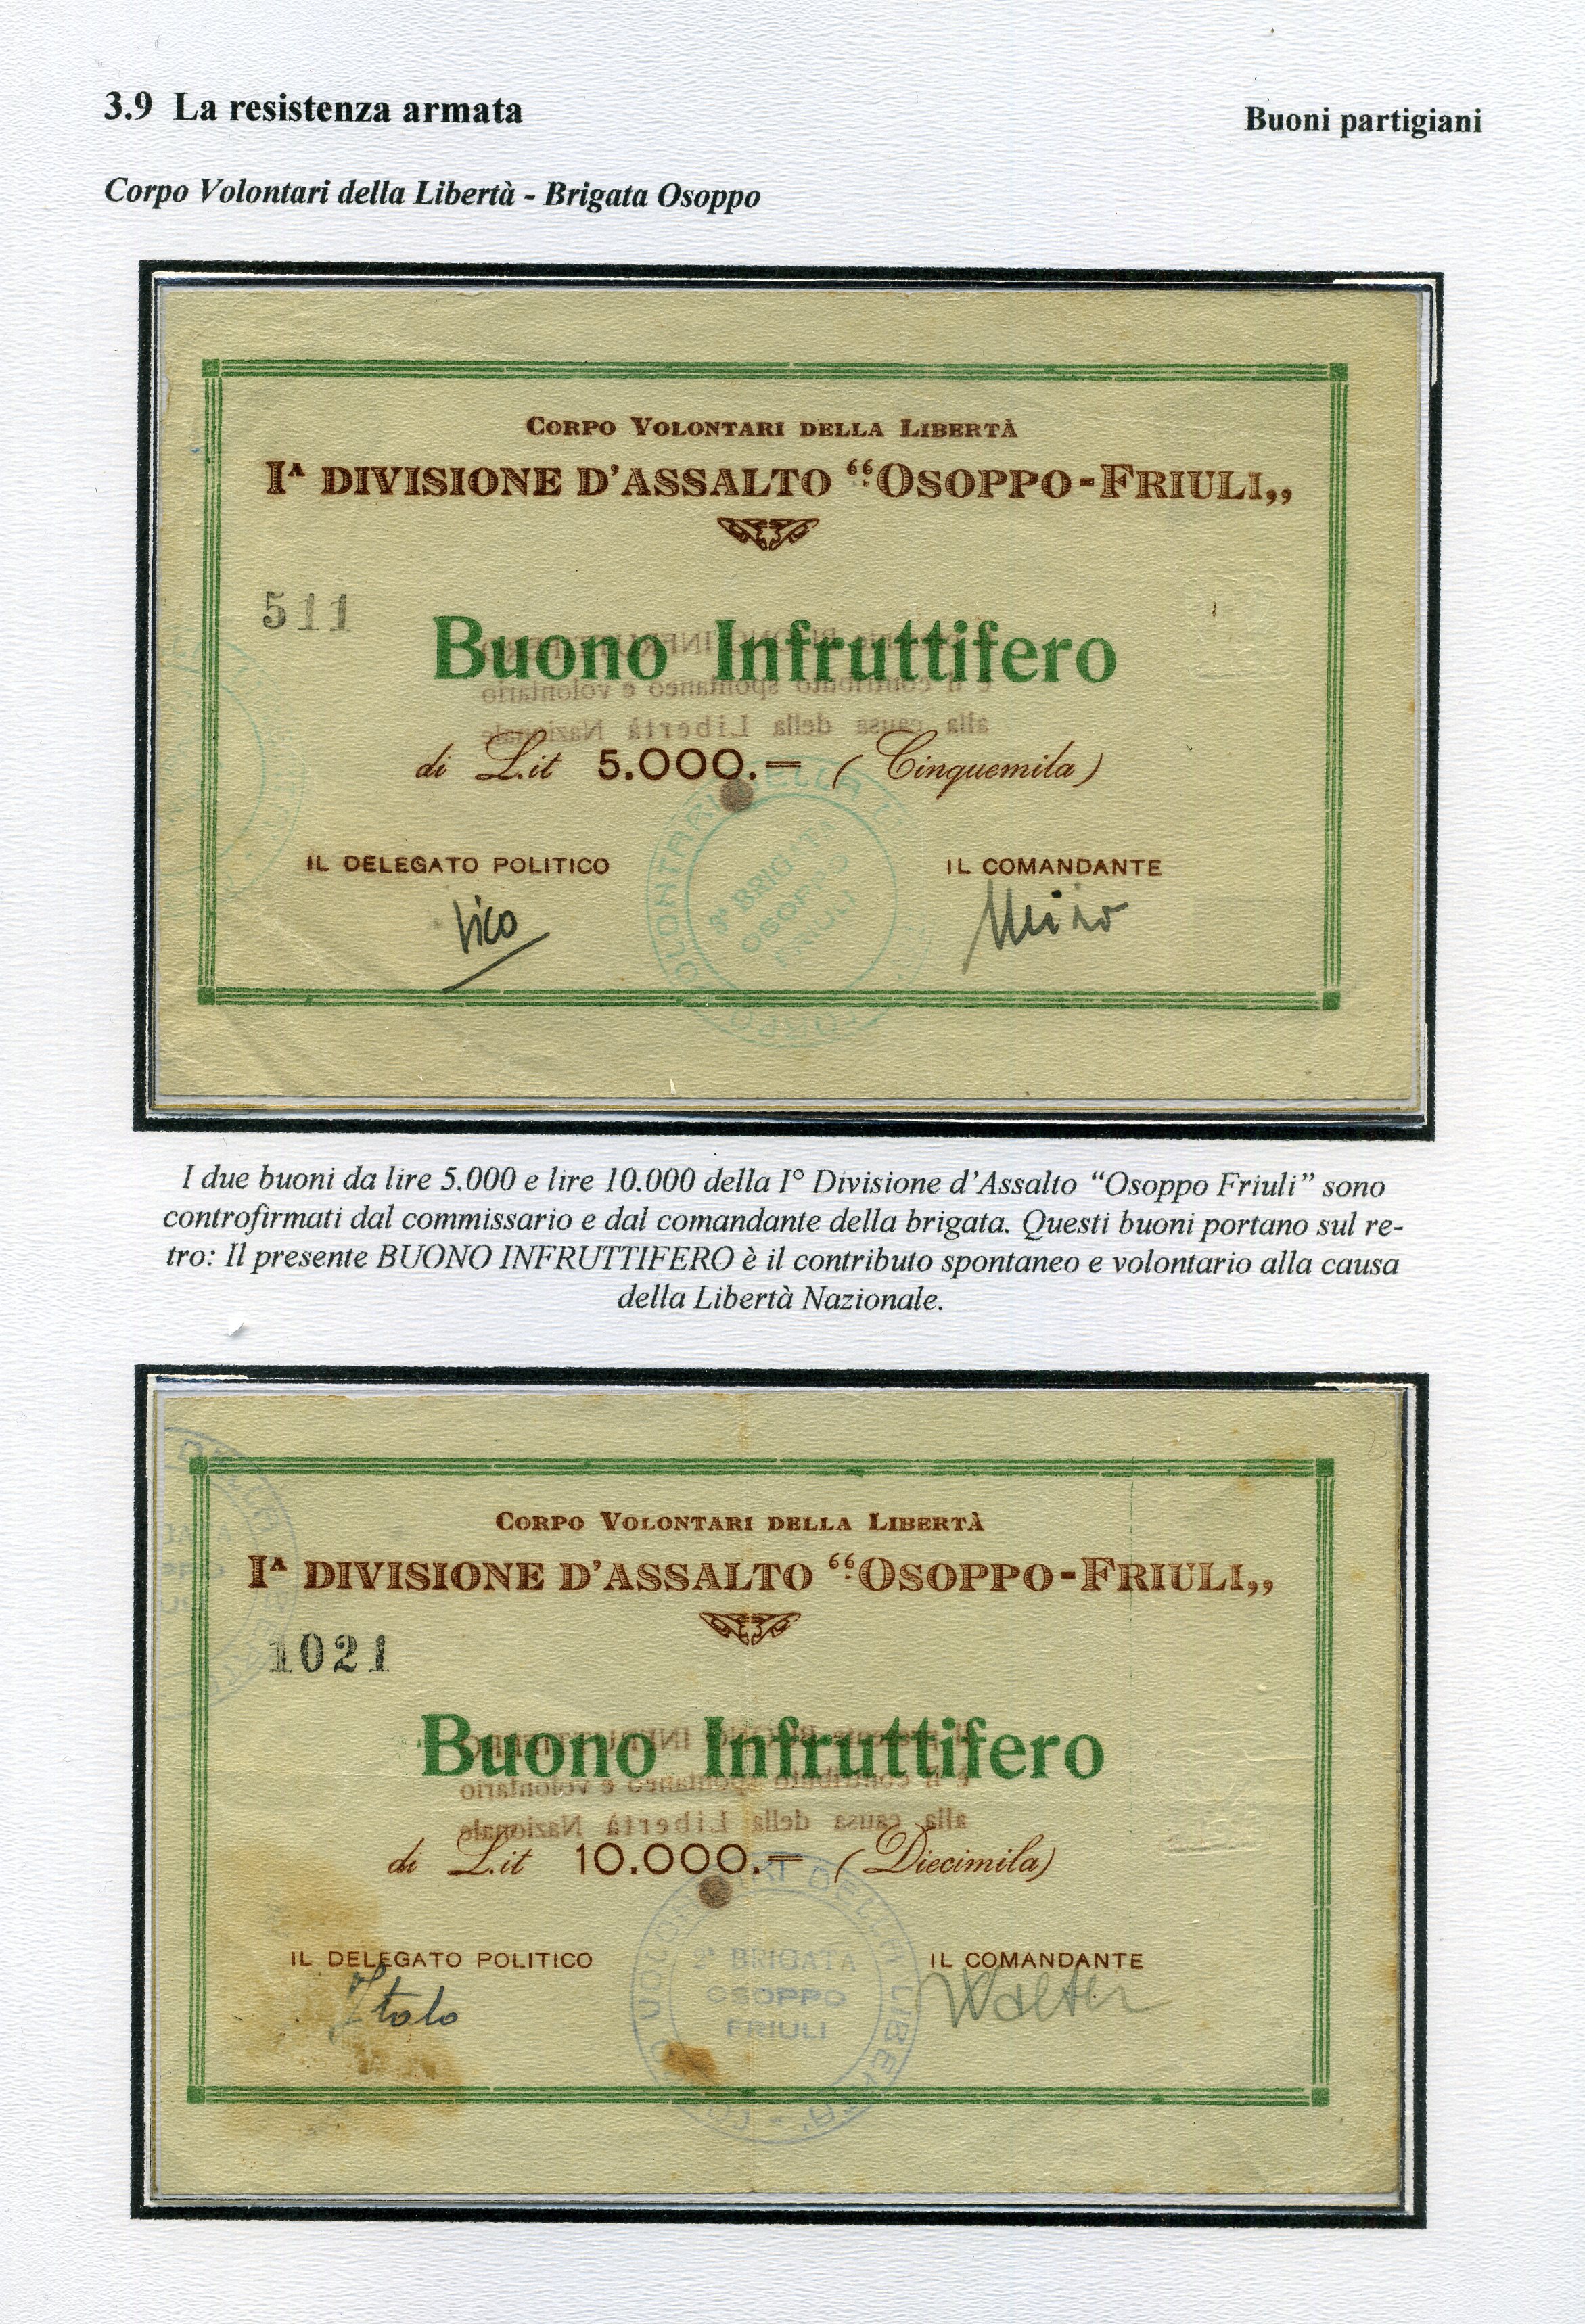 3.9 La resistenza armata
Buoni partigiani
Corpo Volontari della Libertà - Brigata Osoppo
CORPO VOLONTARI DELLA LIBERTÀ
Iᴬ DIVISIONE D'ASSALTO “OSOPPO-FRIULI„
511
Buono Infruttifero
di L.it 5.000.— (Cinquemila)
IL DELEGATO POLITICO
IL COMANDANTE
Vico
OSOPPO
FRIULI
I due buoni da lire 5.000 e lire 10.000 della I° Divisione d'Assalto “Osoppo Friuli” sono
controfirmati dal commissario e dal comandante della brigata. Questi buoni portano sul re-
tro: Il presente BUONO INFRUTTIFERO è il contributo spontaneo e volontario alla causa
della Libertà Nazionale.
CORPO VOLONTARI DELLA LIBERTÀ
Iᴬ DIVISIONE D'ASSALTO “OSOPPO-FRIULI„
1021
Buono Infruttifero
di L.it 10.000.— (Diecimila)
IL DELEGATO POLITICO
IL COMANDANTE
Italo
Walter
2ª BRIGATA
OSOPPO
FRIULI